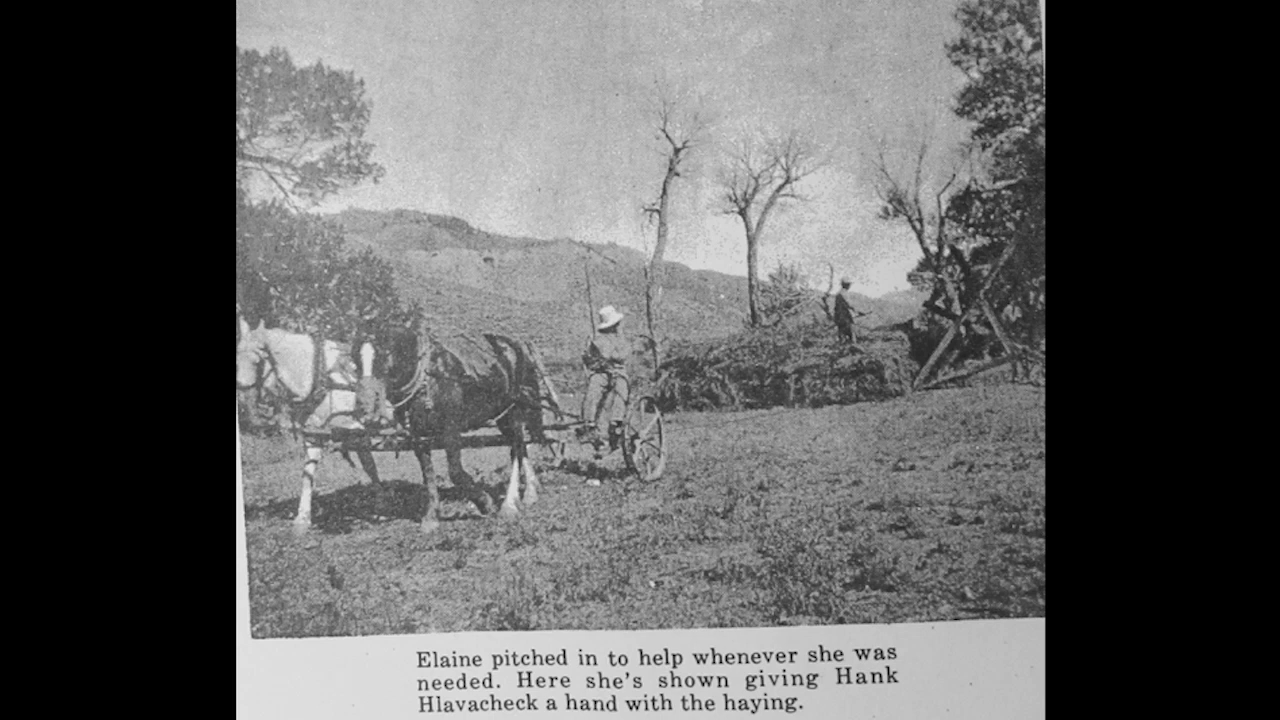 Elaine pitched in to help whenever she was
needed. Here she's shown giving Hank
Hlavacheck a hand with the haying.